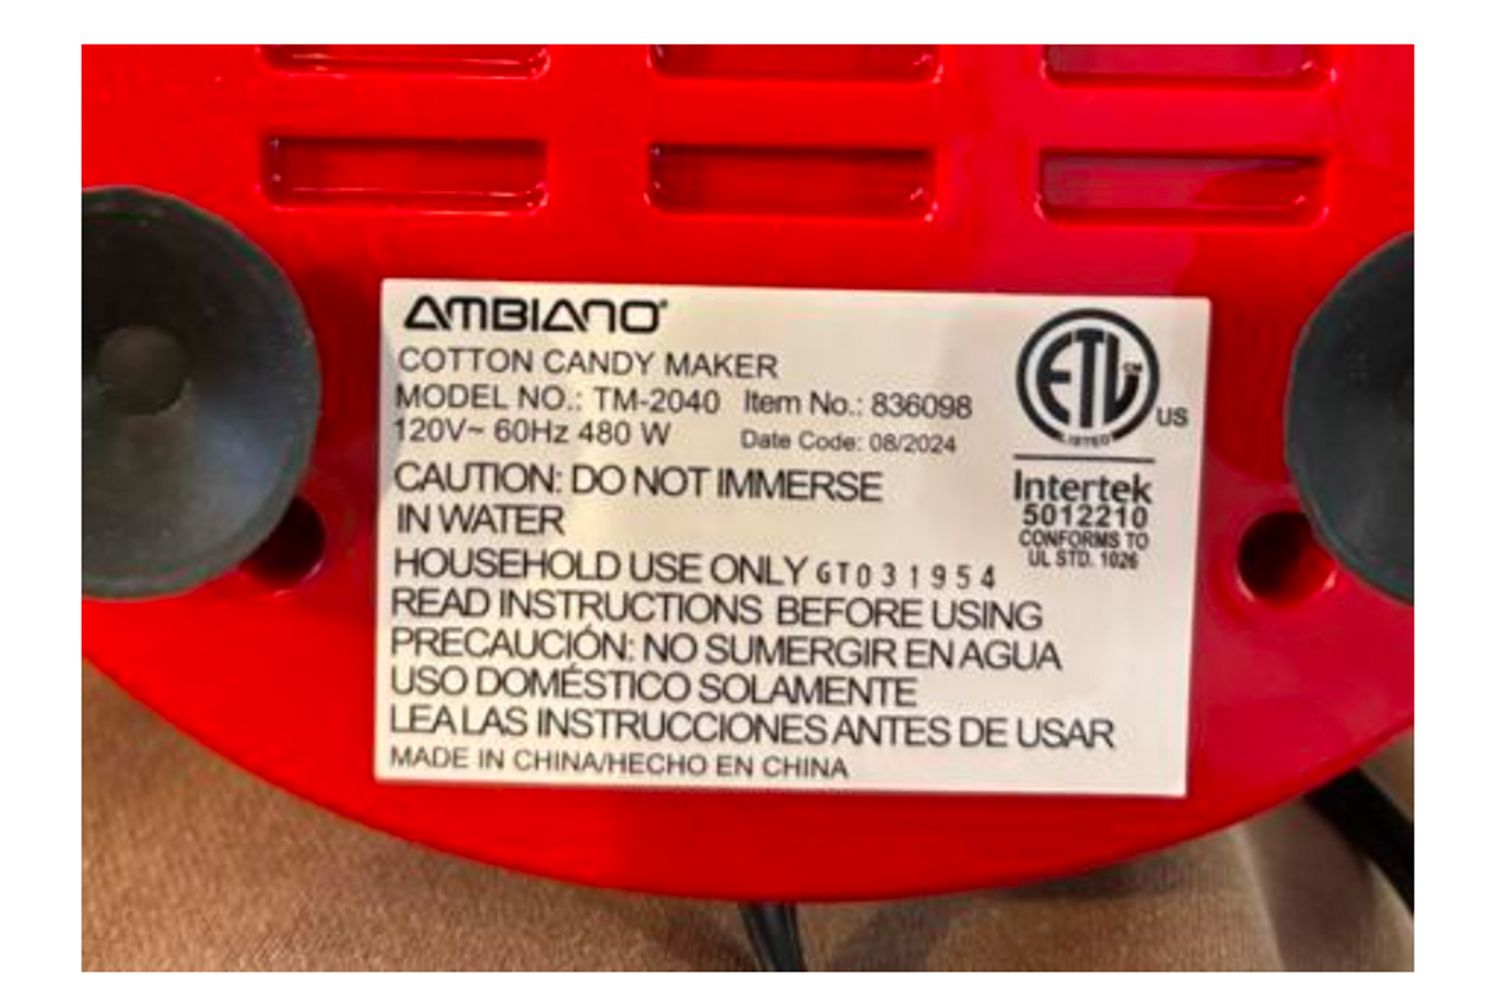 AMBIANO®
COTTON CANDY MAKER
MODEL NO.: TM-2040 Item No.: 836098
120V~ 60Hz 480 W Date Code: 08/2024
CAUTION: DO NOT IMMERSE
IN WATER
HOUSEHOLD USE ONLY GT031954
READ INSTRUCTIONS BEFORE USING
PRECAUCIÓN: NO SUMERGIR EN AGUA
USO DOMÉSTICO SOLAMENTE
LEA LAS INSTRUCCIONES ANTES DE USAR
MADE IN CHINA/HECHO EN CHINA
ETL CM
LISTED
US
Intertek
5012210
CONFORMS TO
UL STD. 1026